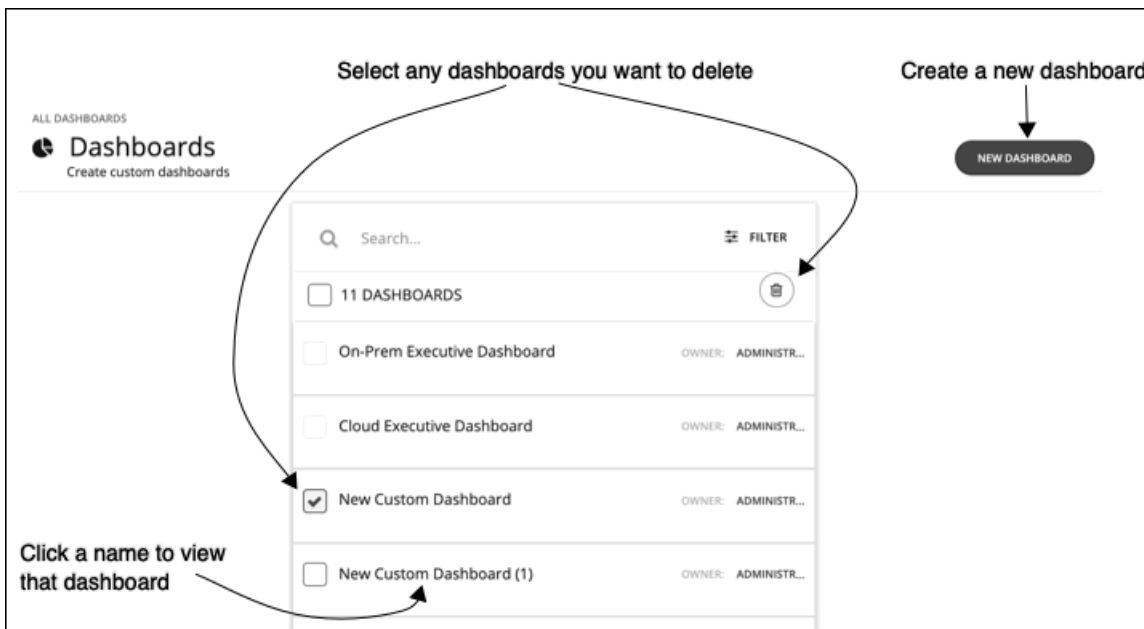 Select any dashboards you want to delete
Create a new dashboard
ALL DASHBOARDS
Dashboards
Create custom dashboards
NEW DASHBOARD
Search...
FILTER
11 DASHBOARDS
On-Prem Executive Dashboard OWNER: ADMINISTR...
Cloud Executive Dashboard OWNER: ADMINISTR...
New Custom Dashboard OWNER: ADMINISTR...
Click a name to view
that dashboard
New Custom Dashboard (1) OWNER: ADMINISTR...